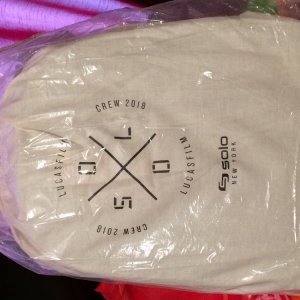 CREW 2018
LUCASFILM
S O L O
LUCASFILM
CREW 2018
solo
NEW YORK